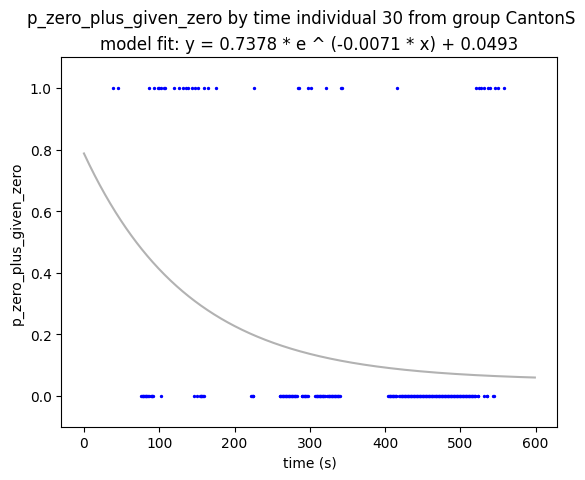 p_zero_plus_given_zero by time individual 30 from group CantonS
model fit: y = 0.7378 * e ^ (-0.0071 * x) + 0.0493
1.0
0.8
0.6
0.4
0.2
0.0
p_zero_plus_given_zero
0 100 200 300 400 500 600
time (s)